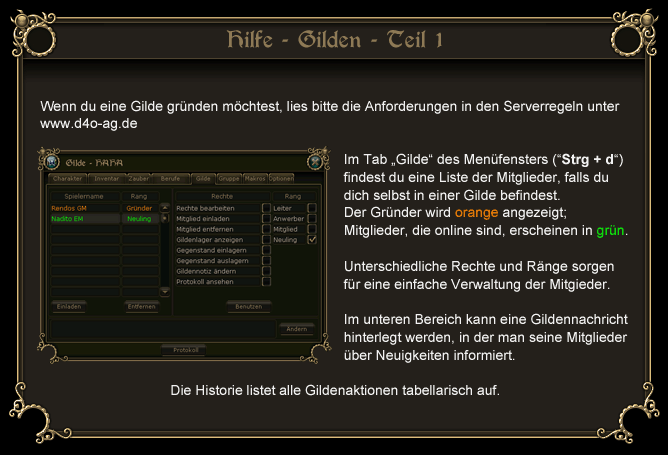 Hilfe - Gilden - Teil 1
Wenn du eine Gilde gründen möchtest, lies bitte die Anforderungen in den Serverregeln unter
www.d4o-ag.de
Gilde - HAHA
Charakter Inventar Zauber Berufe Gilde Gruppe Makros Optionen
Spielername Rang Rechte Rang
Rendos GM Gründer Rechte bearbeiten Leiter
Nadito EM Neuling Mitglied einladen Anwerber
Mitglied entfernen Mitglied
Gildenlager anzeigen Neuling
Gegenstand einlagern
Gegenstand auslagern
Gildennotiz ändern
Protokoll ansehen
Einladen Entfernen Benutzen
Ändern
Protokoll
Im Tab „Gilde“ des Menüfensters (“Strg + d“)
findest du eine Liste der Mitglieder, falls du
dich selbst in einer Gilde befindest.
Der Gründer wird orange angezeigt;
Mitglieder, die online sind, erscheinen in grün.
Unterschiedliche Rechte und Ränge sorgen
für eine einfache Verwaltung der Mitgieder.
Im unteren Bereich kann eine Gildennachricht
hinterlegt werden, in der man seine Mitglieder
über Neuigkeiten informiert.
Die Historie listet alle Gildenaktionen tabellarisch auf.